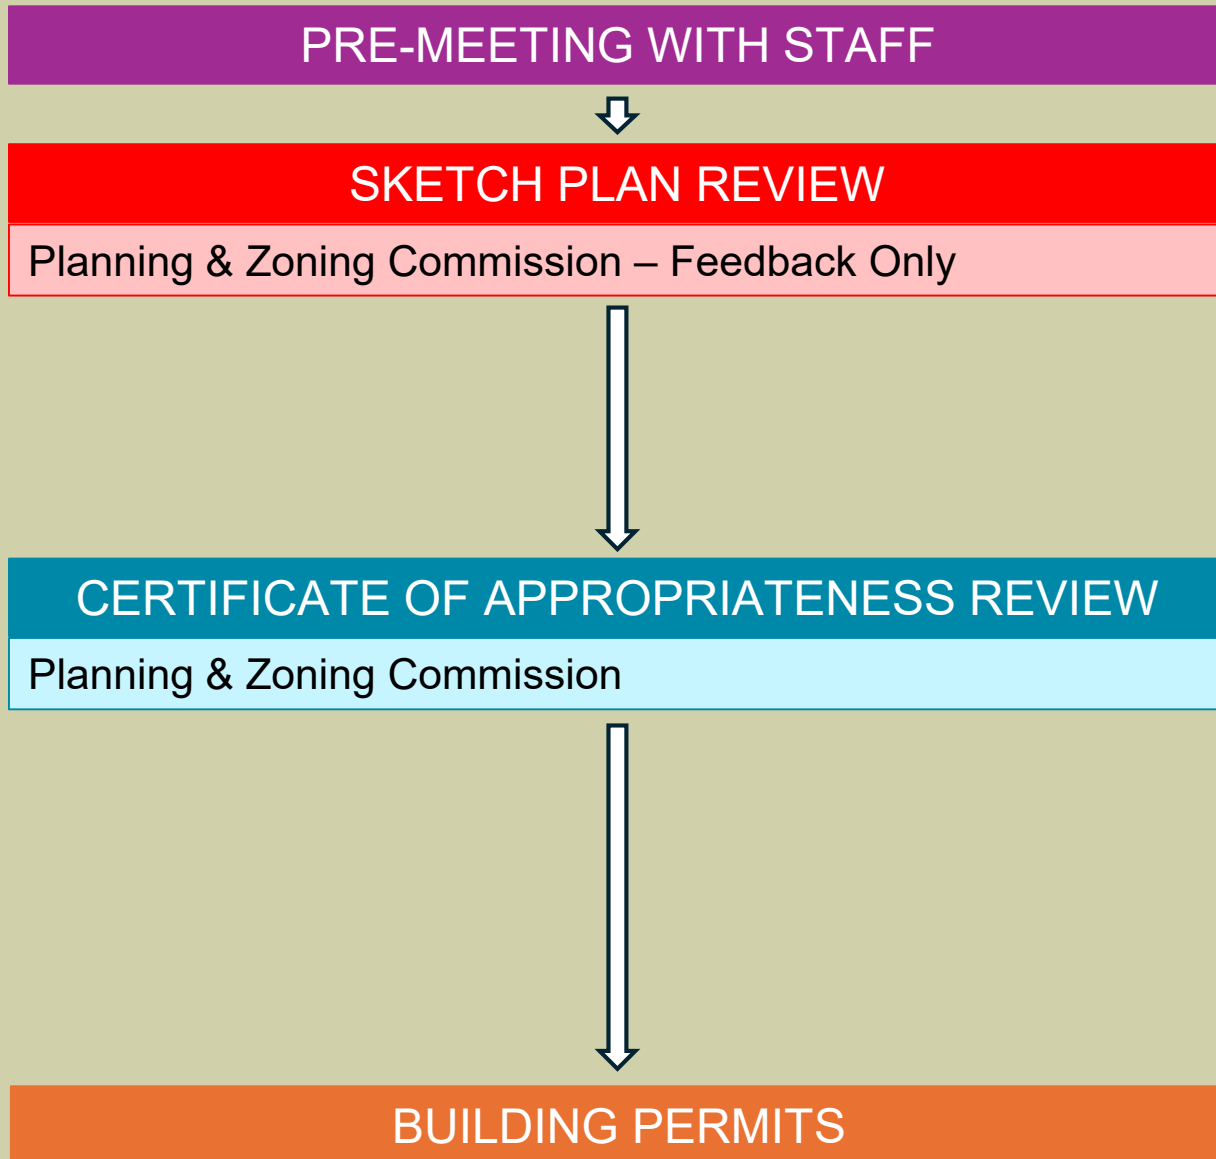 PRE-MEETING WITH STAFF
SKETCH PLAN REVIEW
Planning & Zoning Commission – Feedback Only
CERTIFICATE OF APPROPRIATENESS REVIEW
Planning & Zoning Commission
BUILDING PERMITS